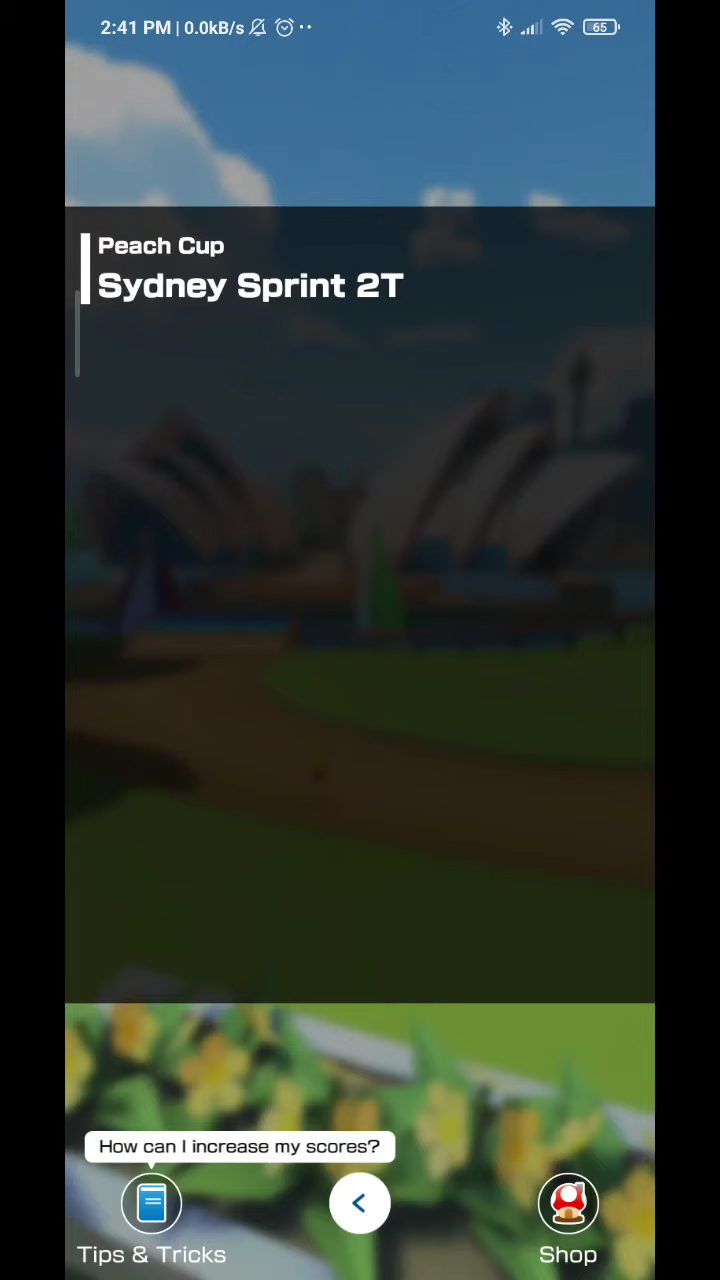 2:41 PM | 0.0kB/s
65
Peach Cup
Sydney Sprint 2T
How can I increase my scores?
Tips & Tricks
Shop